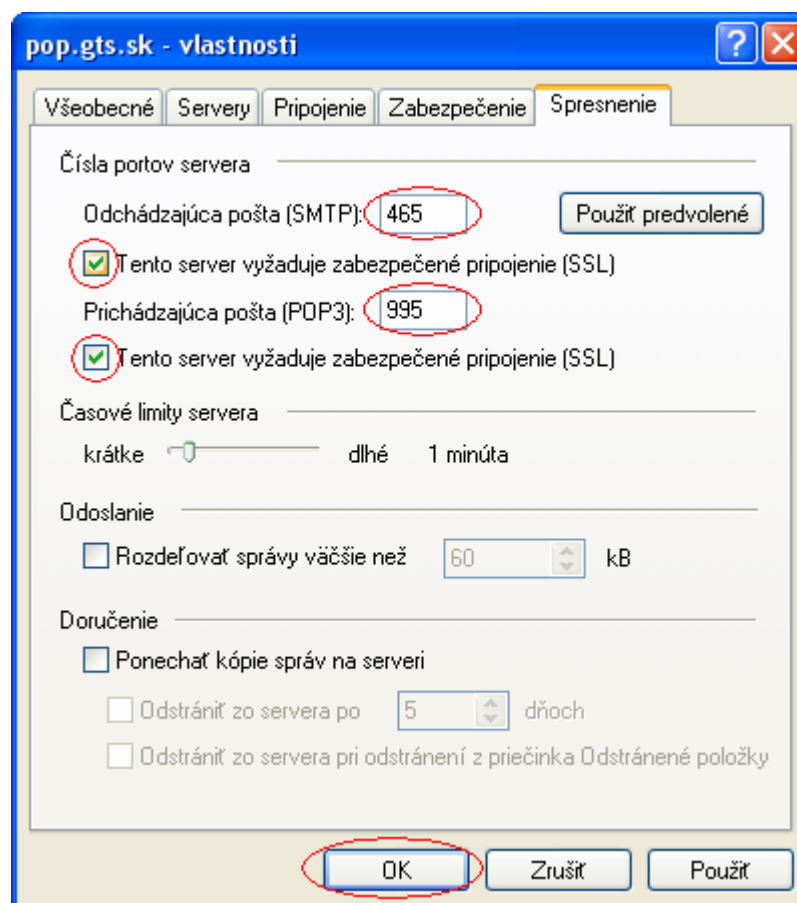 pop.gts.sk - vlastnosti
Všeobecné Servery Pripojenie Zabezpečenie Spresnenie
Čísla portov servera
Odchádzajúca pošta (SMTP): 465 Použiť predvolené
Tento server vyžaduje zabezpečené pripojenie (SSL)
Prichádzajúca pošta (POP3): 995
Tento server vyžaduje zabezpečené pripojenie (SSL)
Časové limity servera
krátke dlhé 1 minúta
Odoslanie
Rozdeľovať správy väčšie než 60 kB
Doručenie
Ponechať kópie správ na serveri
Odstrániť zo servera po 5 dňoch
Odstrániť zo servera pri odstránení z priečinka Odstránené položky
OK Zrušiť Použiť